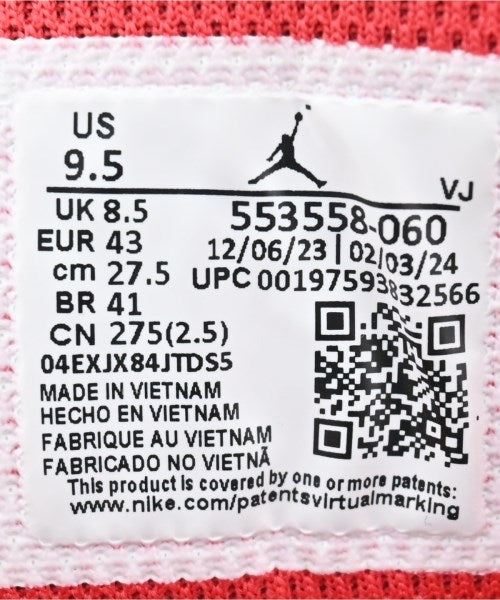 US
9.5
VJ
UK 8.5
553558-060
EUR 43
12/06/23 | 02/03/24
cm 27.5
UPC 00197593832566
BR 41
CN 275(2.5)
04EXJX84JTDS5
MADE IN VIETNAM
HECHO EN VIETNAM
FABRIQUE AU VIETNAM
FABRICADO NO VIETNÃ
This product is covered by one or more patents:
www.nike.com/patentsvirtualmarking